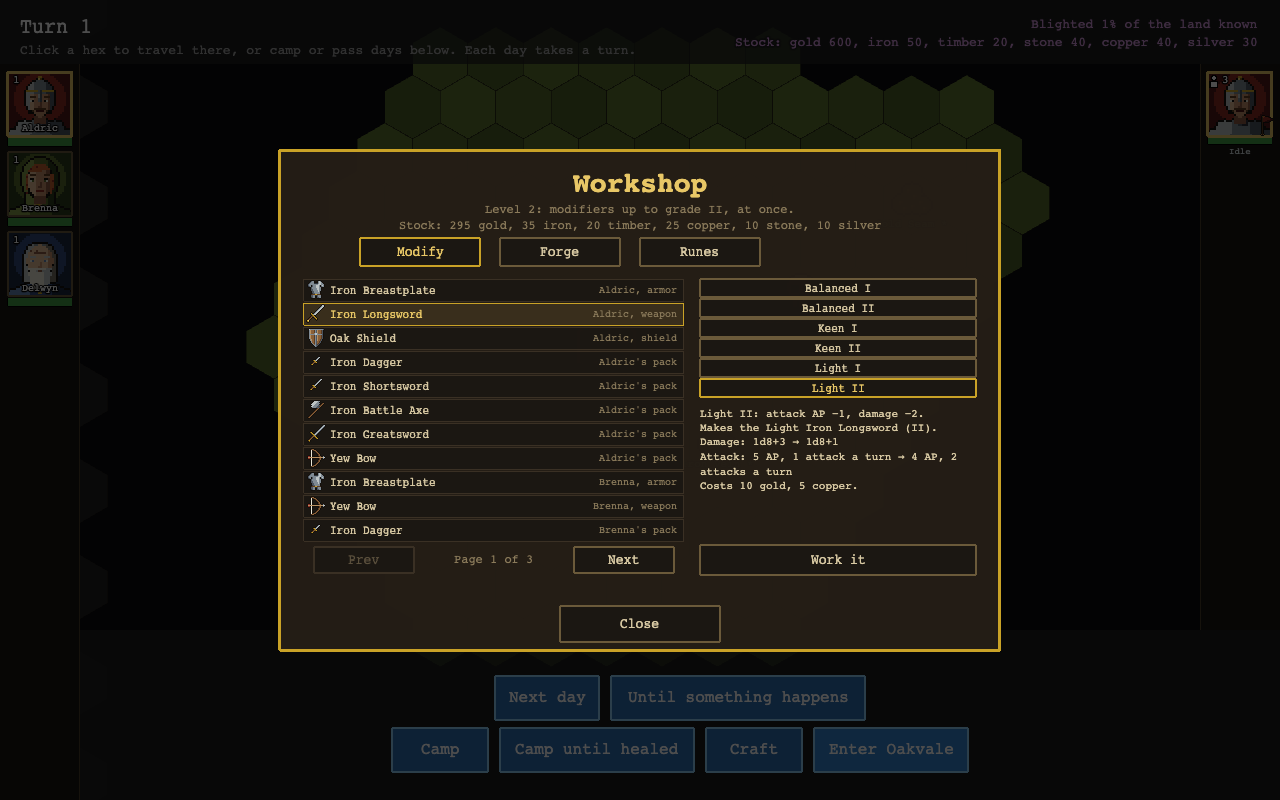 Turn 1
Click a hex to travel there, or camp or pass days below. Each day takes a turn.
Blighted 1% of the land known
Stock: gold 600, iron 50, timber 20, stone 40, copper 40, silver 30
1
Aldric
1
Brenna
1
Delwyn
3
Idle
Workshop
Level 2: modifiers up to grade II, at once.
Stock: 295 gold, 35 iron, 20 timber, 25 copper, 10 stone, 10 silver
Modify
Forge
Runes
Iron Breastplate Aldric, armor
Iron Longsword Aldric, weapon
Oak Shield Aldric, shield
Iron Dagger Aldric's pack
Iron Shortsword Aldric's pack
Iron Battle Axe Aldric's pack
Iron Greatsword Aldric's pack
Yew Bow Aldric's pack
Iron Breastplate Brenna, armor
Yew Bow Brenna, weapon
Iron Dagger Brenna's pack
Prev
Page 1 of 3
Next
Balanced I
Balanced II
Keen I
Keen II
Light I
Light II
Light II: attack AP −1, damage −2.
Makes the Light Iron Longsword (II).
Damage: 1d8+3 → 1d8+1
Attack: 5 AP, 1 attack a turn → 4 AP, 2
attacks a turn
Costs 10 gold, 5 copper.
Work it
Close
Next day
Until something happens
Camp
Camp until healed
Craft
Enter Oakvale